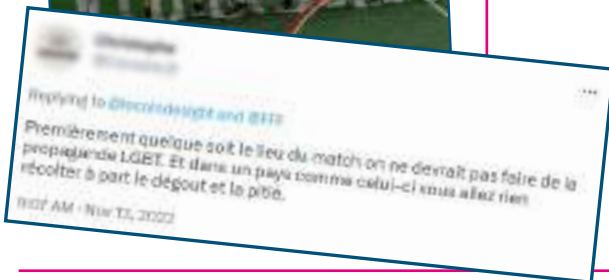 Replying to and @FFF
Premièrement quelque soit le lieu du match on ne devrait pas faire de la
propagande LGBT. Et dans un pays comme celui-ci vous allez rien
récolter à part le dégout et la pitié.
AM · Nov 13, 2022